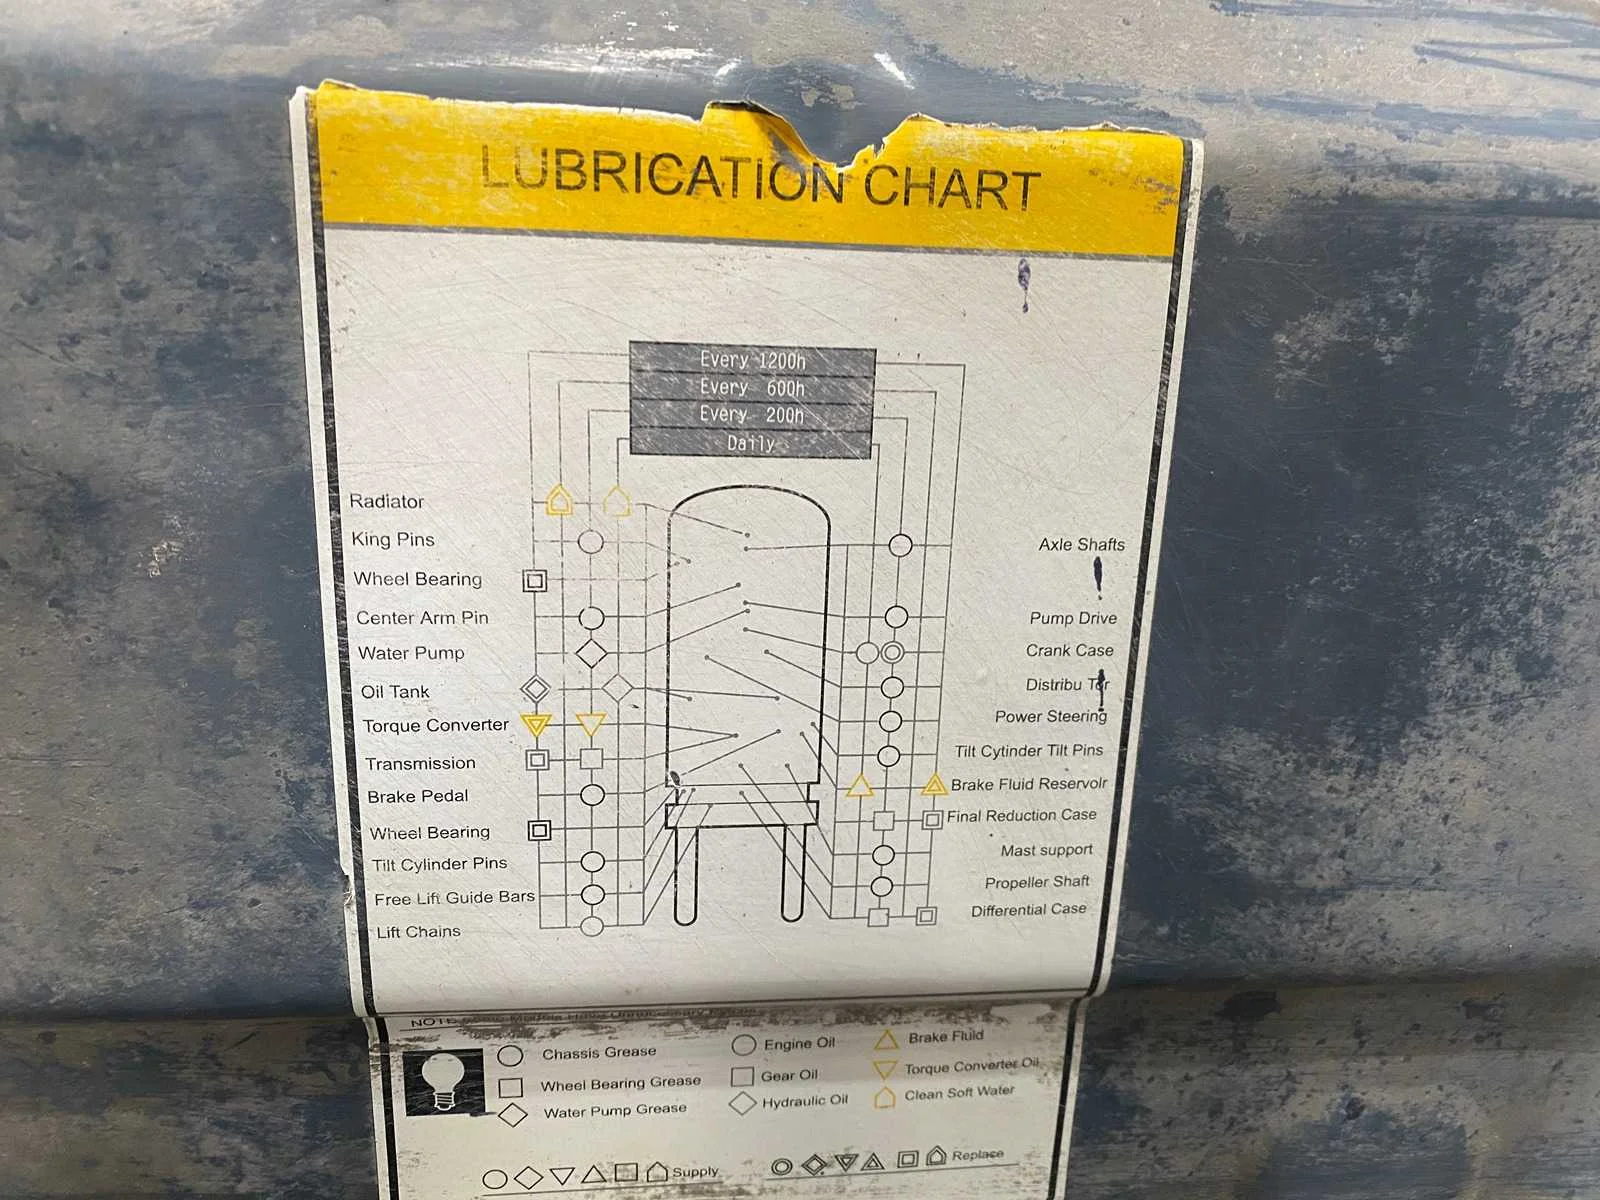 LUBRICATION CHART
Every 1200h
Every 600h
Every 200h
Daily
Radiator
King Pins
Wheel Bearing
Center Arm Pin
Water Pump
Oil Tank
Torque Converter
Transmission
Brake Pedal
Wheel Bearing
Tilt Cylinder Pins
Free Lift Guide Bars
Lift Chains
Axle Shafts
Pump Drive
Crank Case
Distribu Tor
Power Steering
Tilt Cytinder Tilt Pins
Brake Fluid Reservolr
Final Reduction Case
Mast support
Propeller Shaft
Differential Case
NOTE
Chassis Grease
Wheel Bearing Grease
Water Pump Grease
Engine Oil
Gear Oil
Hydraulic Oil
Brake Fluid
Torque Converter Oil
Clean Soft Water
Supply
Replace